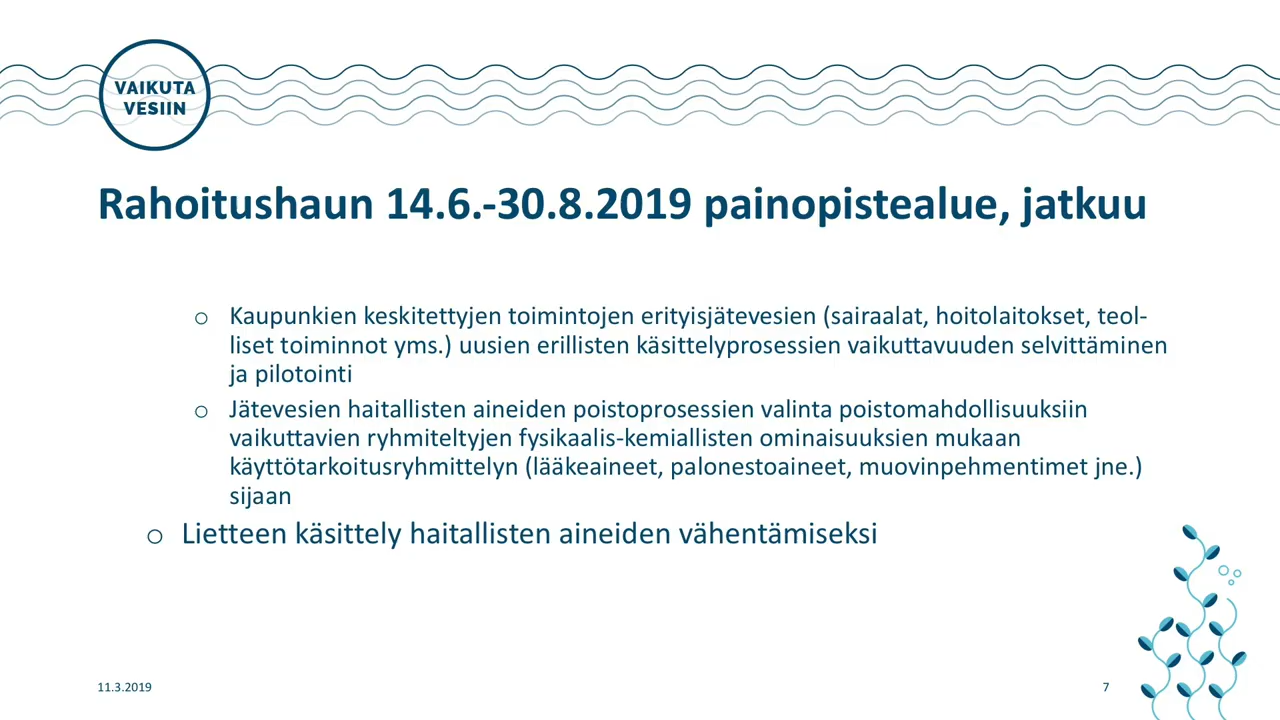 VAIKUTA
VESIIN
Rahoitushaun 14.6.-30.8.2019 painopistealue, jatkuu
o Kaupunkien keskitettyjen toimintojen erityisjätevesien (sairaalat, hoitolaitokset, teol-
liset toiminnot yms.) uusien erillisten käsittelyprosessien vaikuttavuuden selvittäminen
ja pilotointi
o Jätevesien haitallisten aineiden poistoprosessien valinta poistomahdollisuuksiin
vaikuttavien ryhmiteltyjen fysikaalis-kemiallisten ominaisuuksien mukaan
käyttötarkoitusryhmittelyn (lääkeaineet, palonestoaineet, muovinpehmentimet jne.)
sijaan
o Lietteen käsittely haitallisten aineiden vähentämiseksi
11.3.2019
7